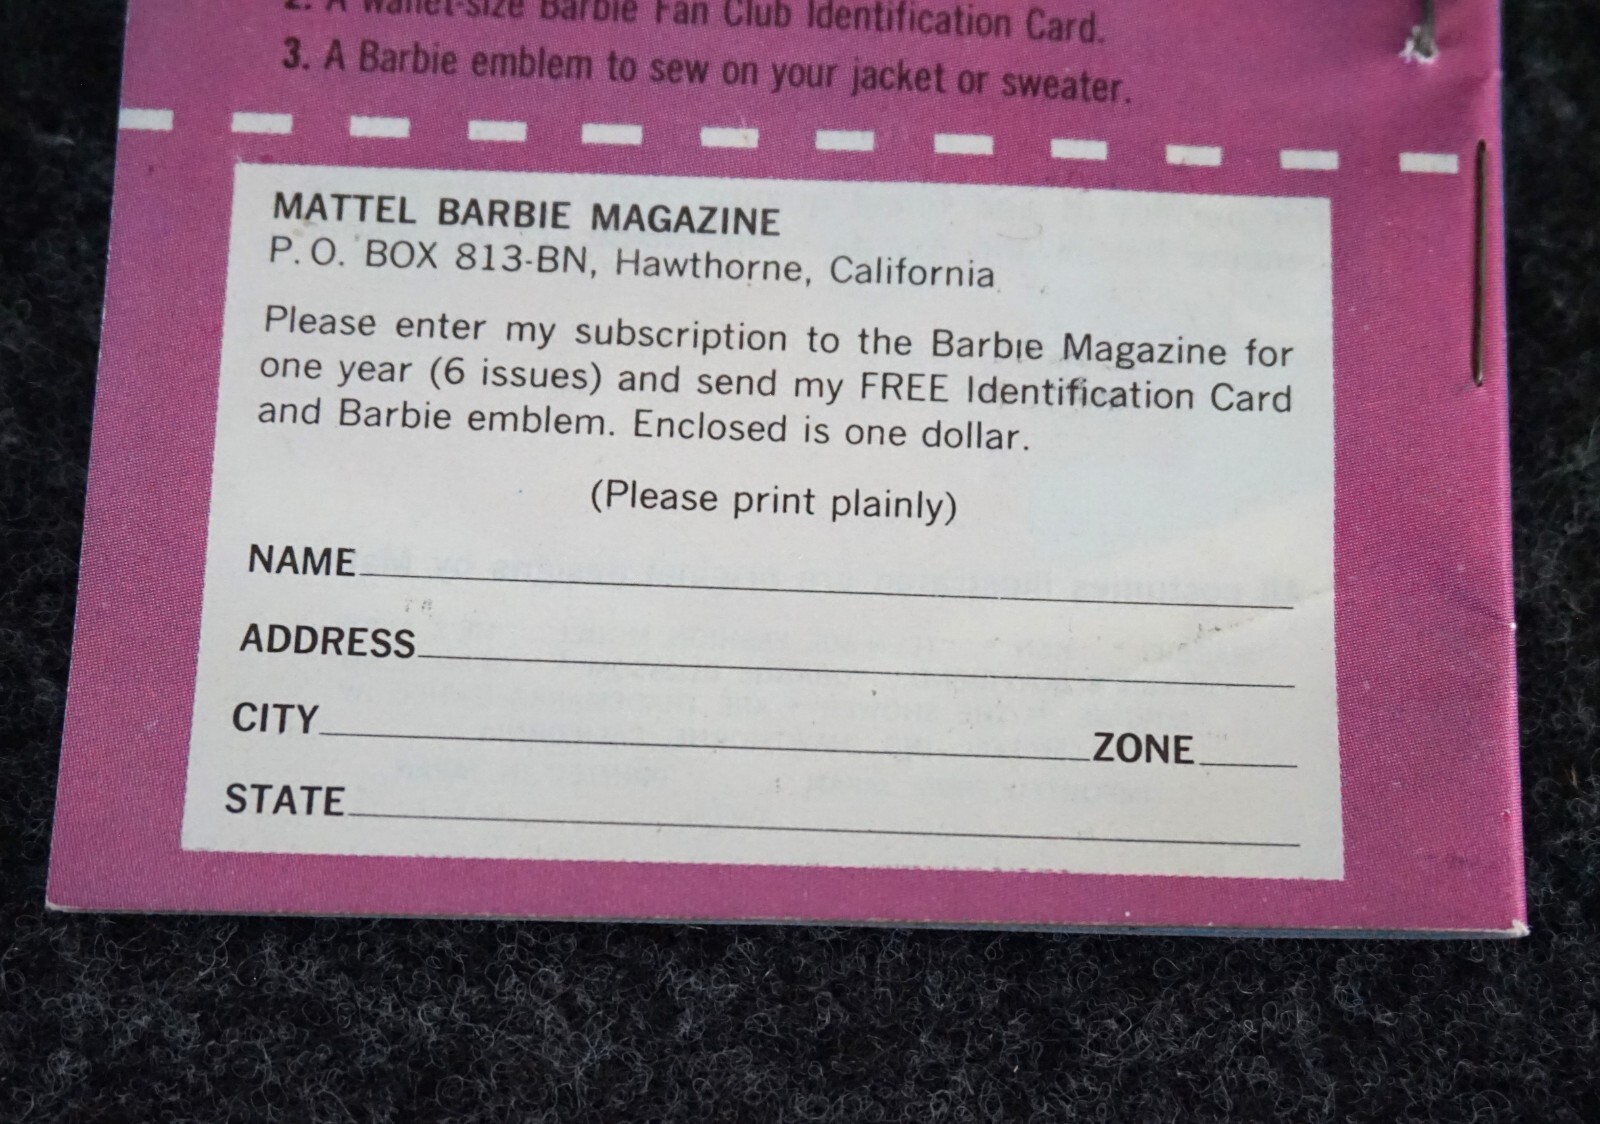 2. A wallet-size Barbie Fan Club Identification Card.
3. A Barbie emblem to sew on your jacket or sweater.
MATTEL BARBIE MAGAZINE
P. O. BOX 813-BN, Hawthorne, California
Please enter my subscription to the Barbie Magazine for
one year (6 issues) and send my FREE Identification Card
and Barbie emblem. Enclosed is one dollar.
(Please print plainly)
NAME
ADDRESS
CITY ZONE
STATE